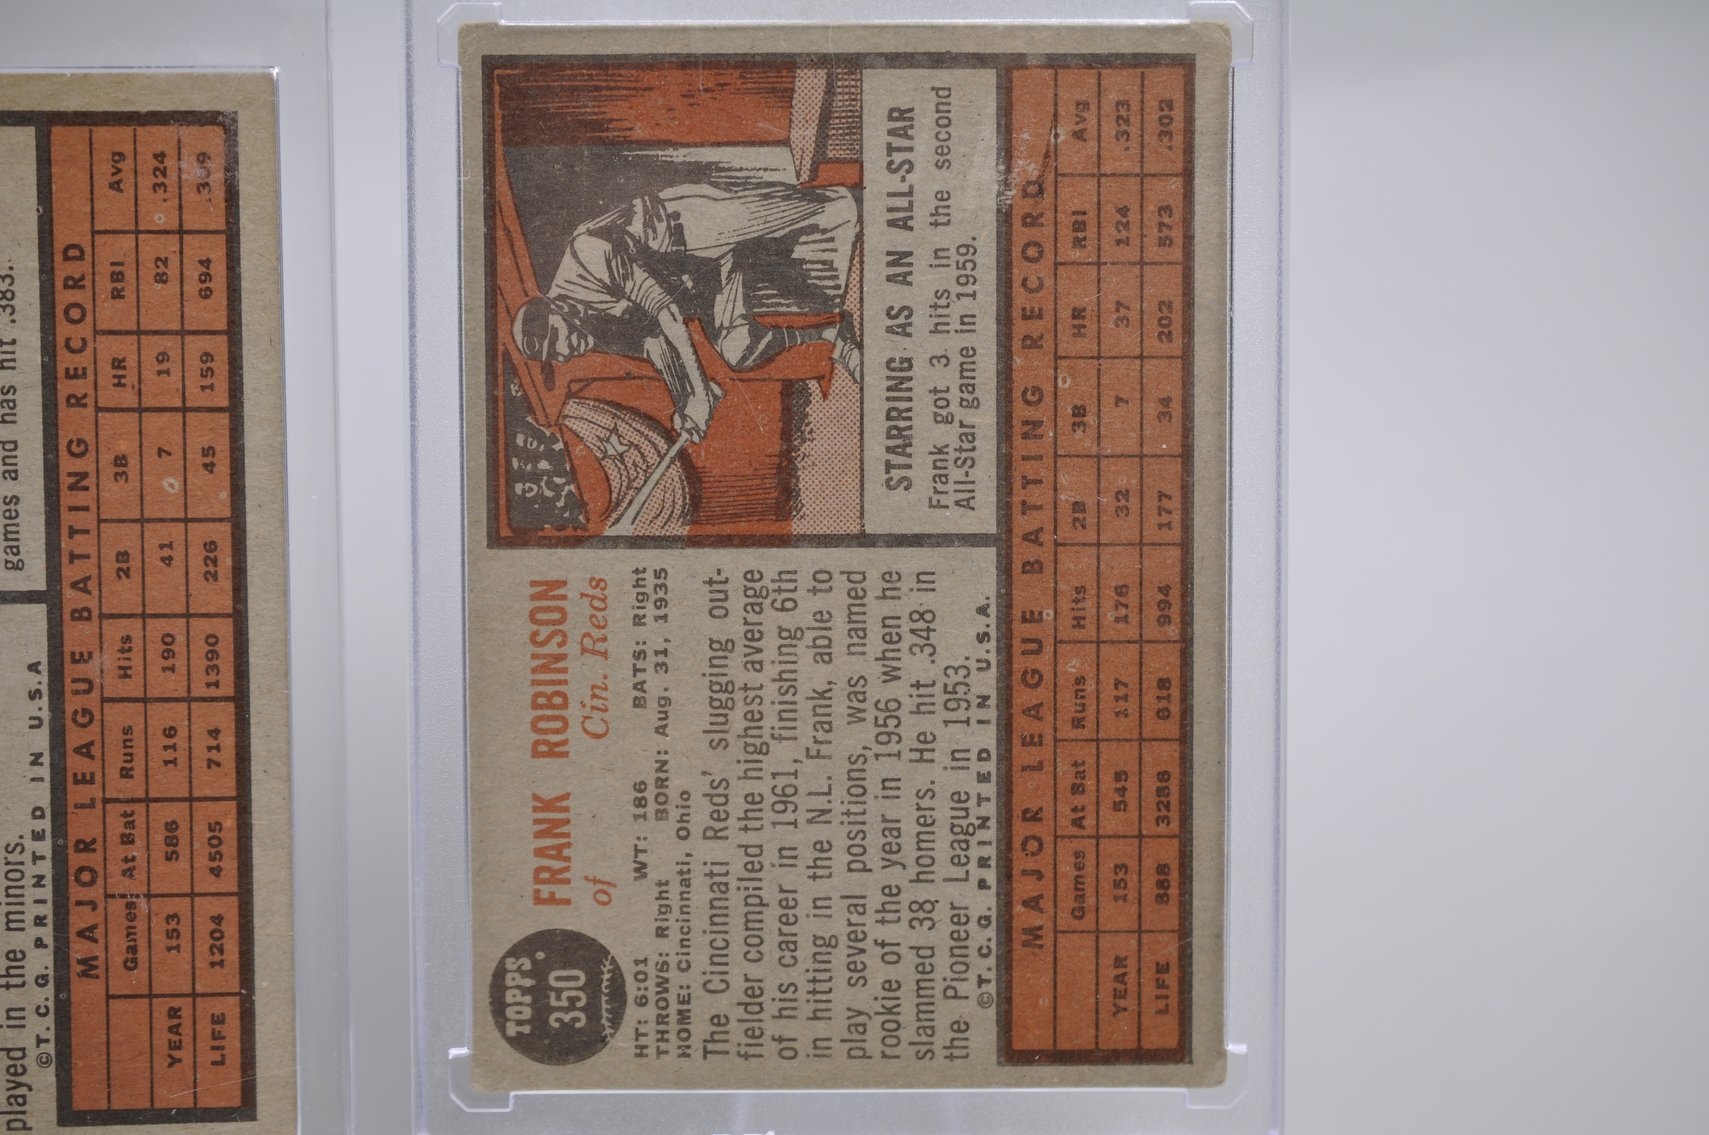 games and has hit .383.
played in the minors.
©T.C.G. PRINTED IN U.S.A
MAJOR LEAGUE BATTING RECORD
Games At Bat Runs Hits 2B 3B HR RBI Avg
YEAR 153 586 116 190 41 7 19 82 .324
LIFE 1204 4505 714 1390 226 45 159 694 .309
TOPPS
350
FRANK ROBINSON
of Cin. Reds
HT: 6:01 WT: 186 BATS: Right
THROWS: Right BORN: Aug. 31, 1935
HOME: Cincinnati, Ohio
The Cincinnati Reds' slugging out-
fielder compiled the highest average
of his career in 1961, finishing 6th
in hitting in the N.L. Frank, able to
play several positions, was named
rookie of the year in 1956 when he
slammed 38 homers. He hit .348 in
the Pioneer League in 1953.
©T.C.G. PRINTED IN U.S.A.
STARRING AS AN ALL-STAR
Frank got 3 hits in the second
All-Star game in 1959.
MAJOR LEAGUE BATTING RECORD
Games At Bat Runs Hits 2B 3B HR RBI Avg
YEAR 153 545 117 176 32 7 37 124 .323
LIFE 888 3286 618 994 177 34 202 573 .302